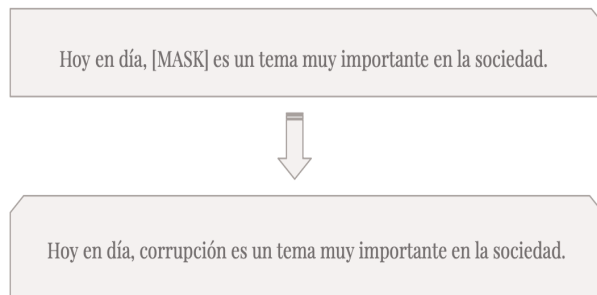 Hoy en día, [MASK] es un tema muy importante en la sociedad.
Hoy en día, corrupción es un tema muy importante en la sociedad.